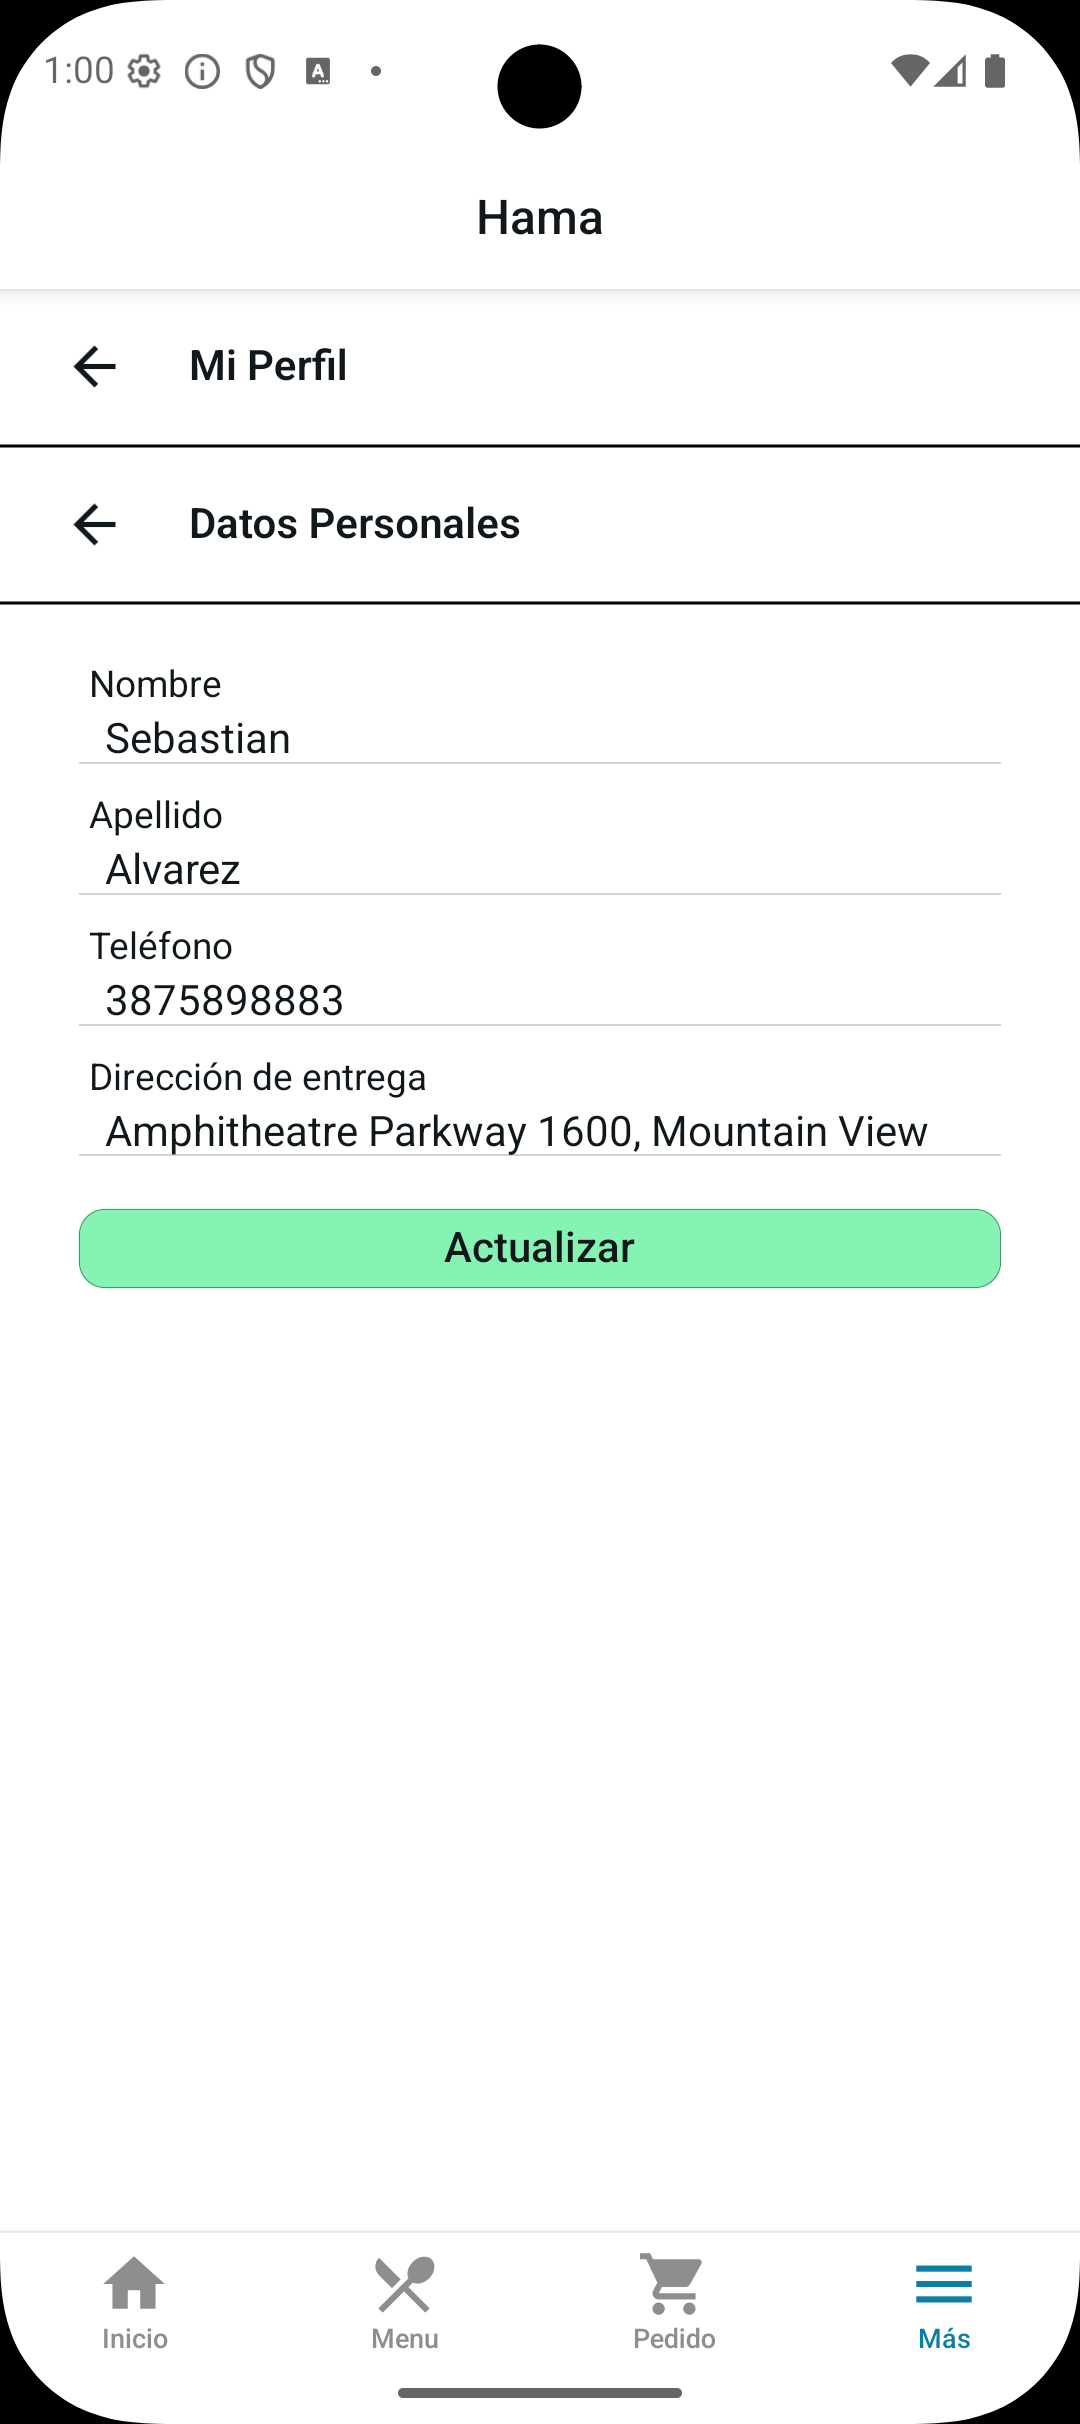 1:00
Hama
Mi Perfil
Datos Personales
Nombre
Sebastian
Apellido
Alvarez
Teléfono
3875898883
Dirección de entrega
Amphitheatre Parkway 1600, Mountain View
Actualizar
Inicio
Menu
Pedido
Más